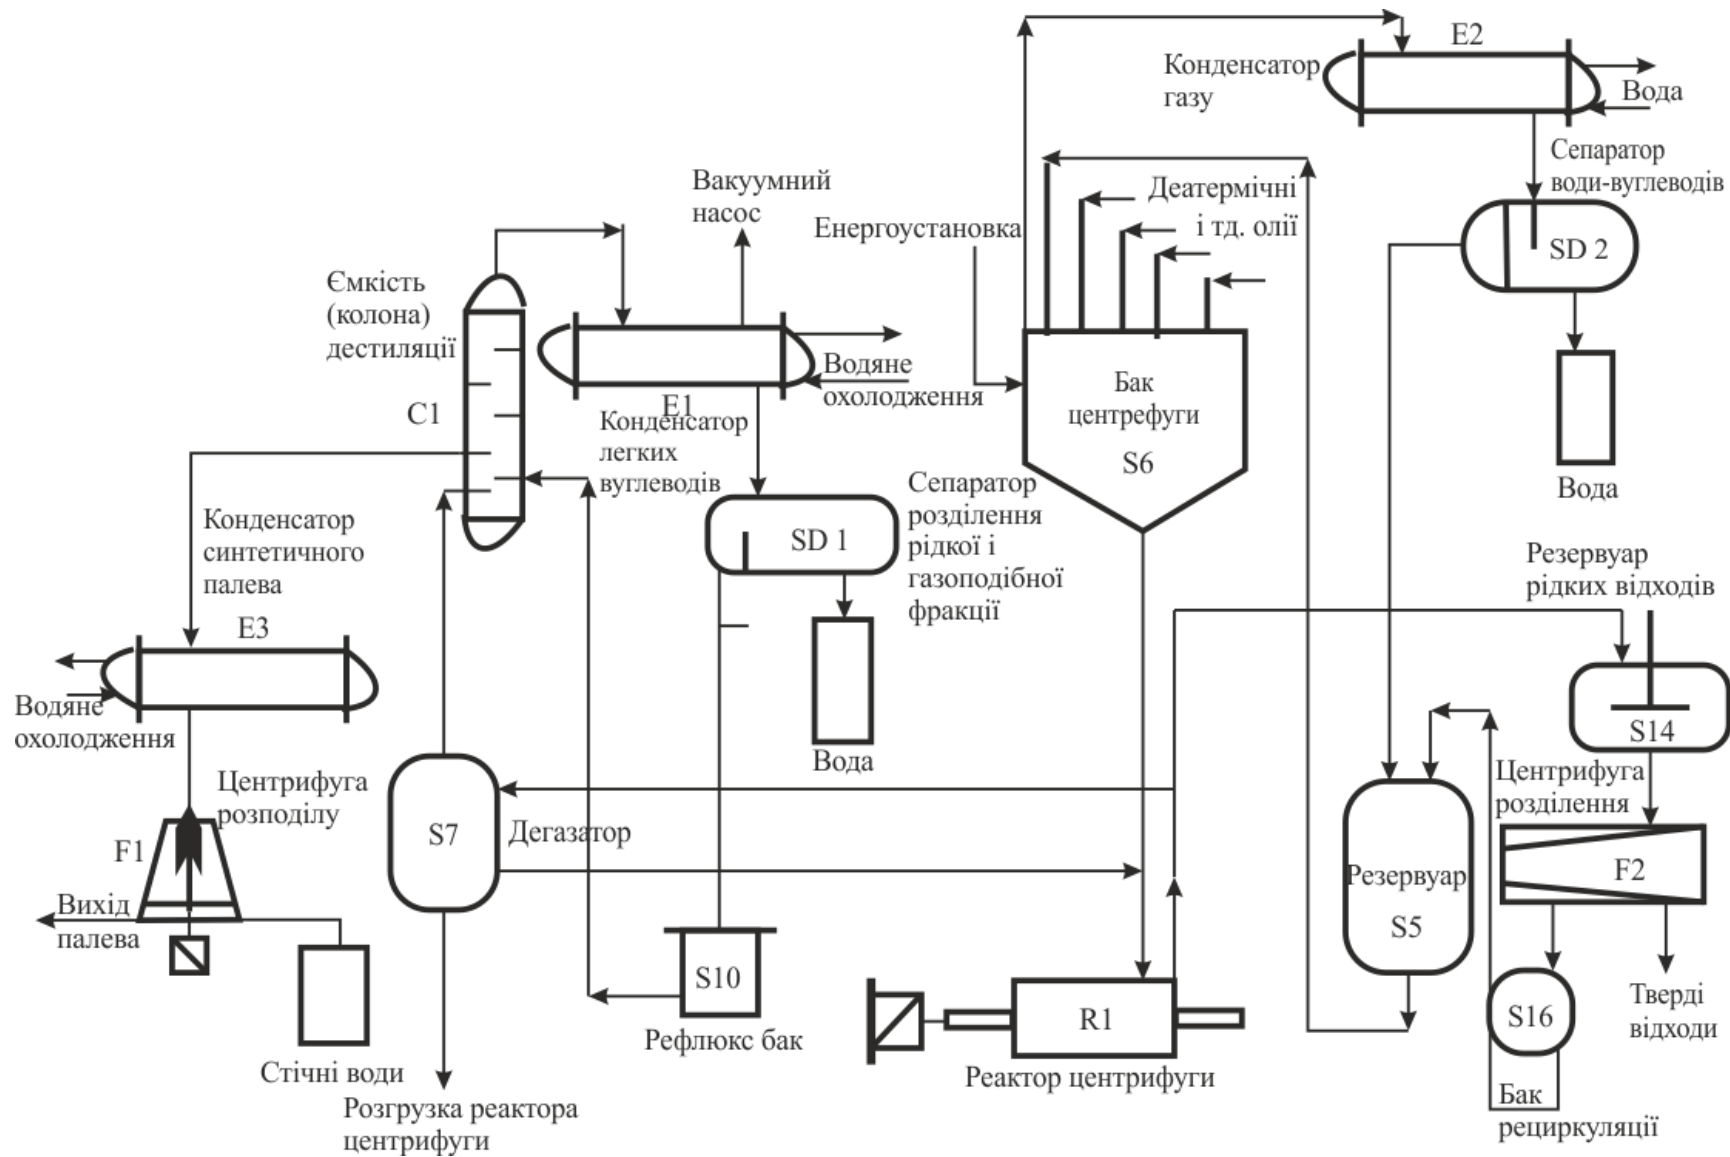 E2
Конденсатор
газу
Вода
Сепаратор
води-вуглеводів
SD 2
Вода
Вакуумний
насос
Деатермічні
і тд. олії
Енергоустановка
Ємкість
(колона)
дестиляції
C1
Водяне
охолодження
E1
Конденсатор
легких
вуглеводів
Бак
центрефуги
S6
Сепаратор
розділення
рідкої і
газоподібної
фракції
SD 1
Вода
Конденсатор
синтетичного
палева
E3
Водяне
охолодження
Резервуар
рідких відходів
S14
Центрифуга
розділення
F2
Центрифуга
розподілу
F1
S7
Дегазатор
Резервуар
S5
Вихід
палева
S10
Рефлюкс бак
R1
Реактор центрифуги
S16
Тверді
відходи
Бак
рециркуляції
Стічні води
Розгрузка реактора
центрифуги